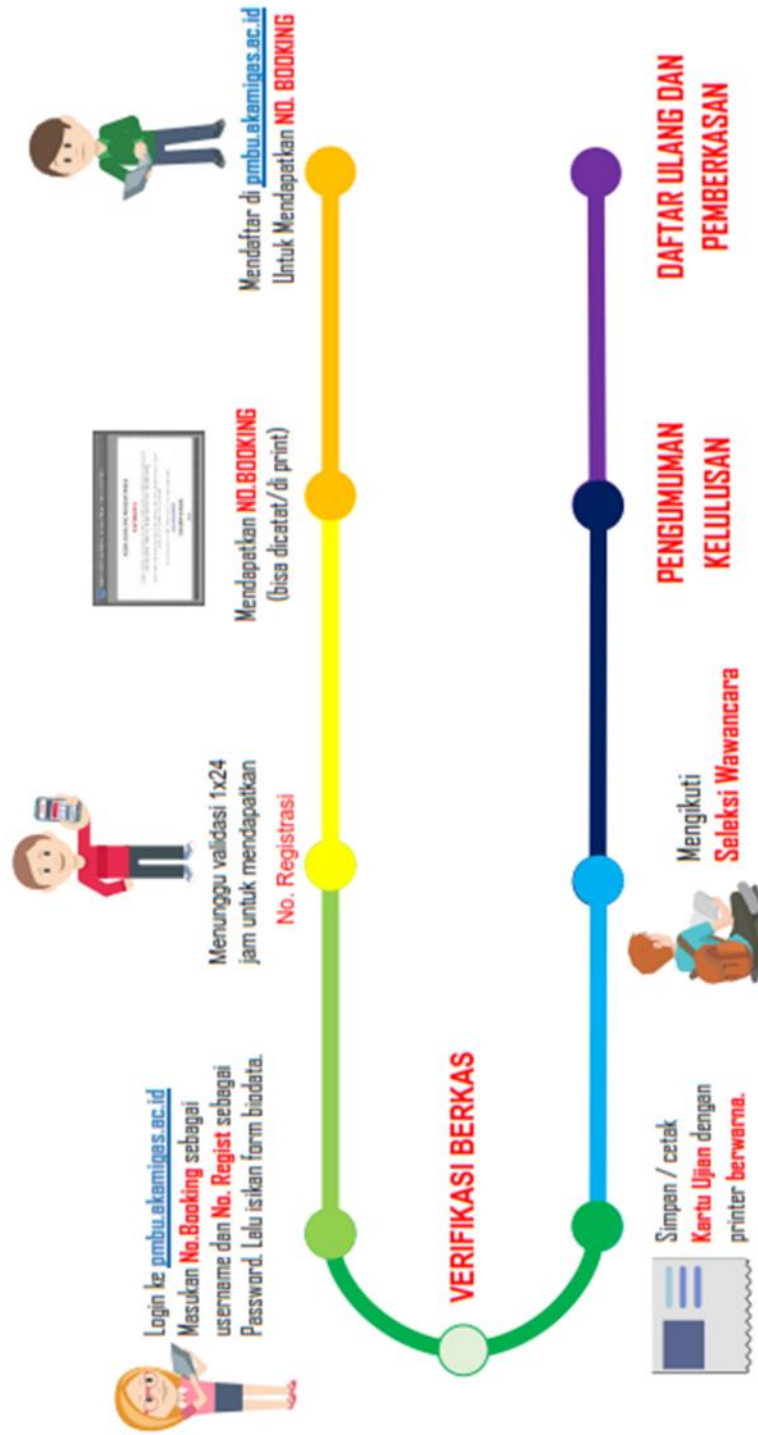 Mendaftar di pmbu.akamigas.ac.id
Untuk Mendapatkan NO. BOOKING
Mendapatkan NO.BOOKING
(bisa dicatat/di print)
Menunggu validasi 1x24
jam untuk mendapatkan
No. Registrasi
Login ke pmbu.akamigas.ac.id
Masukan No.Booking sebagai
username dan No. Regist sebagai
Password. Lalu isikan form biodata.
VERIFIKASI BERKAS
Simpan / cetak
Kartu Ujian dengan
printer berwarna.
Mengikuti
Seleksi Wawancara
PENGUMUMAN
KELULUSAN
DAFTAR ULANG DAN
PEMBERKASAN